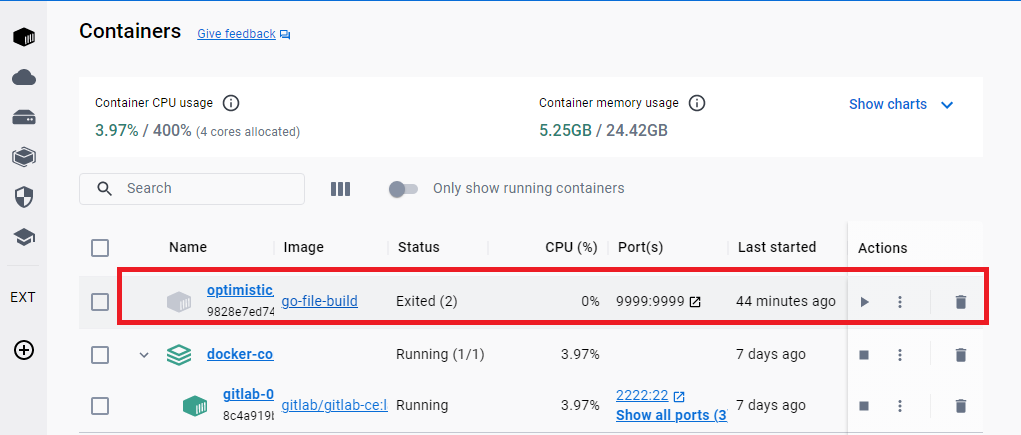 Containers Give feedback
Container CPU usage
Container memory usage
Show charts
3.97% / 400% (4 cores allocated)
5.25GB / 24.42GB
Search
Only show running containers
Name Image Status CPU (%) Port(s) Last started Actions
optimistic_
9828e7ed74
go-file-build Exited (2) 0% 9999:9999 44 minutes ago
EXT
docker-co Running (1/1) 3.97% 7 days ago
gitlab-0
8c4a919b
gitlab/gitlab-ce:l Running 3.97% 2222:22 7 days ago
Show all ports (3